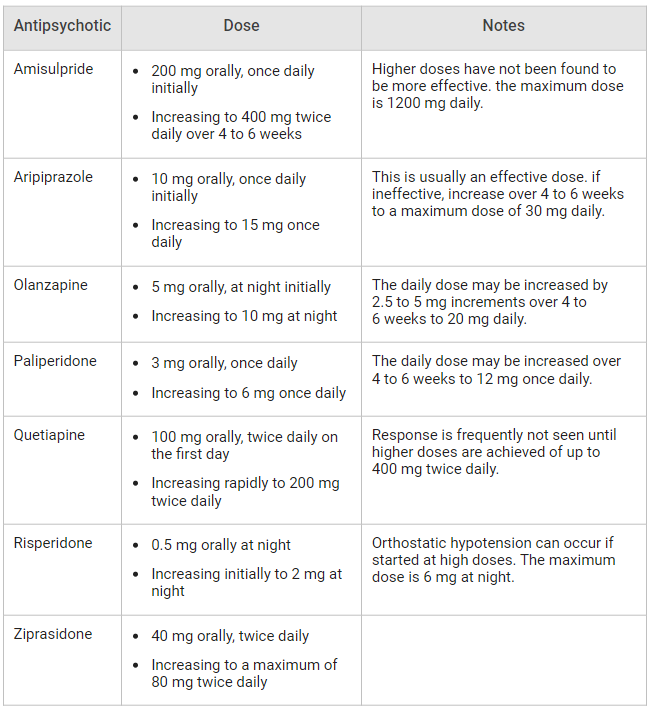 Antipsychotic Dose Notes
Amisulpride
• 200 mg orally, once daily
initially
• Increasing to 400 mg twice
daily over 4 to 6 weeks
Higher doses have not been found to
be more effective. the maximum dose
is 1200 mg daily.
Aripiprazole
• 10 mg orally, once daily
initially
• Increasing to 15 mg once
daily
This is usually an effective dose. if
ineffective, increase over 4 to 6 weeks
to a maximum dose of 30 mg daily.
Olanzapine
• 5 mg orally, at night initially
• Increasing to 10 mg at night
The daily dose may be increased by
2.5 to 5 mg increments over 4 to
6 weeks to 20 mg daily.
Paliperidone
• 3 mg orally, once daily
• Increasing to 6 mg once daily
The daily dose may be increased over
4 to 6 weeks to 12 mg once daily.
Quetiapine
• 100 mg orally, twice daily on
the first day
• Increasing rapidly to 200 mg
twice daily
Response is frequently not seen until
higher doses are achieved of up to
400 mg twice daily.
Risperidone
• 0.5 mg orally at night
• Increasing initially to 2 mg at
night
Orthostatic hypotension can occur if
started at high doses. The maximum
dose is 6 mg at night.
Ziprasidone
• 40 mg orally, twice daily
• Increasing to a maximum of
80 mg twice daily